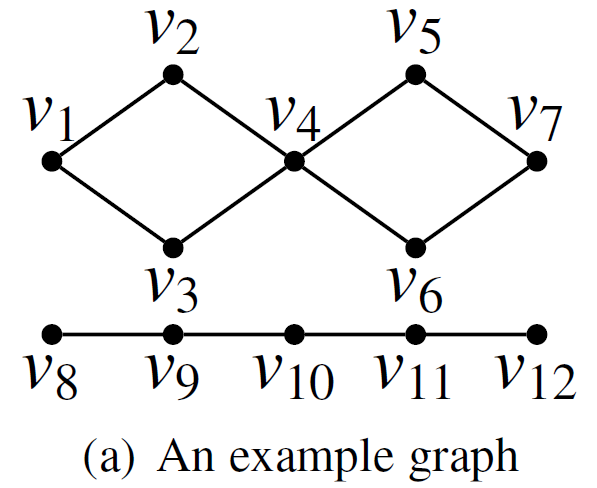 v2 v5
v1 v4 v7
v3 v6
v8 v9 v10 v11 v12
(a) An example graph